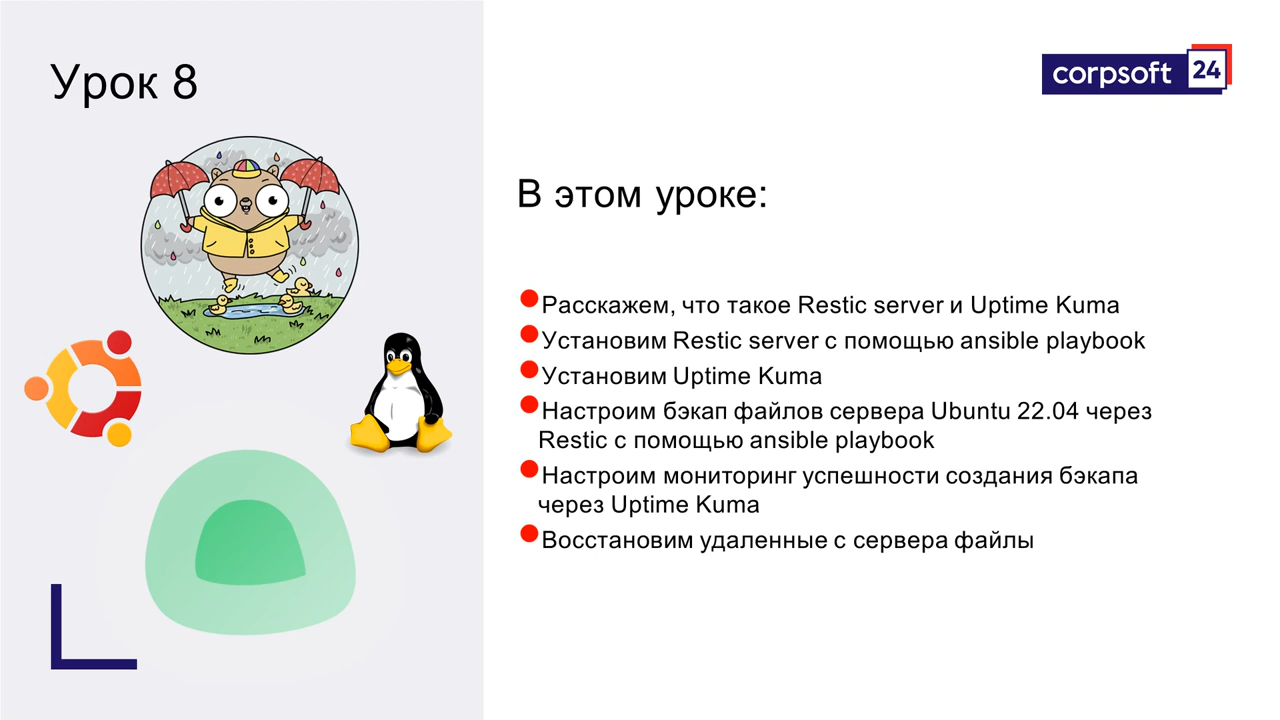 Урок 8
corpsoft 24
В этом уроке:
Расскажем, что такое Restic server и Uptime Kuma
Установим Restic server с помощью ansible playbook
Установим Uptime Kuma
Настроим бэкап файлов сервера Ubuntu 22.04 через
Restic с помощью ansible playbook
Настроим мониторинг успешности создания бэкапа
через Uptime Kuma
Восстановим удаленные с сервера файлы